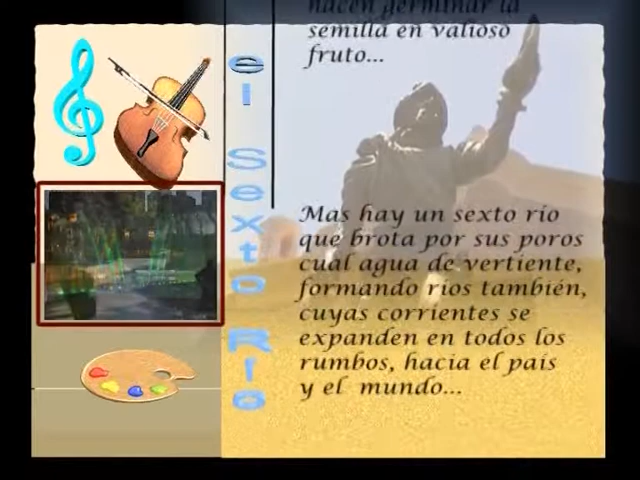 hacen germinar la
semilla en valioso
fruto...
el Sexto Río
Mas hay un sexto río
que brota por sus poros
cual agua de vertiente,
formando ríos también,
cuyas corrientes se
expanden en todos los
rumbos, hacia el país
y el mundo...